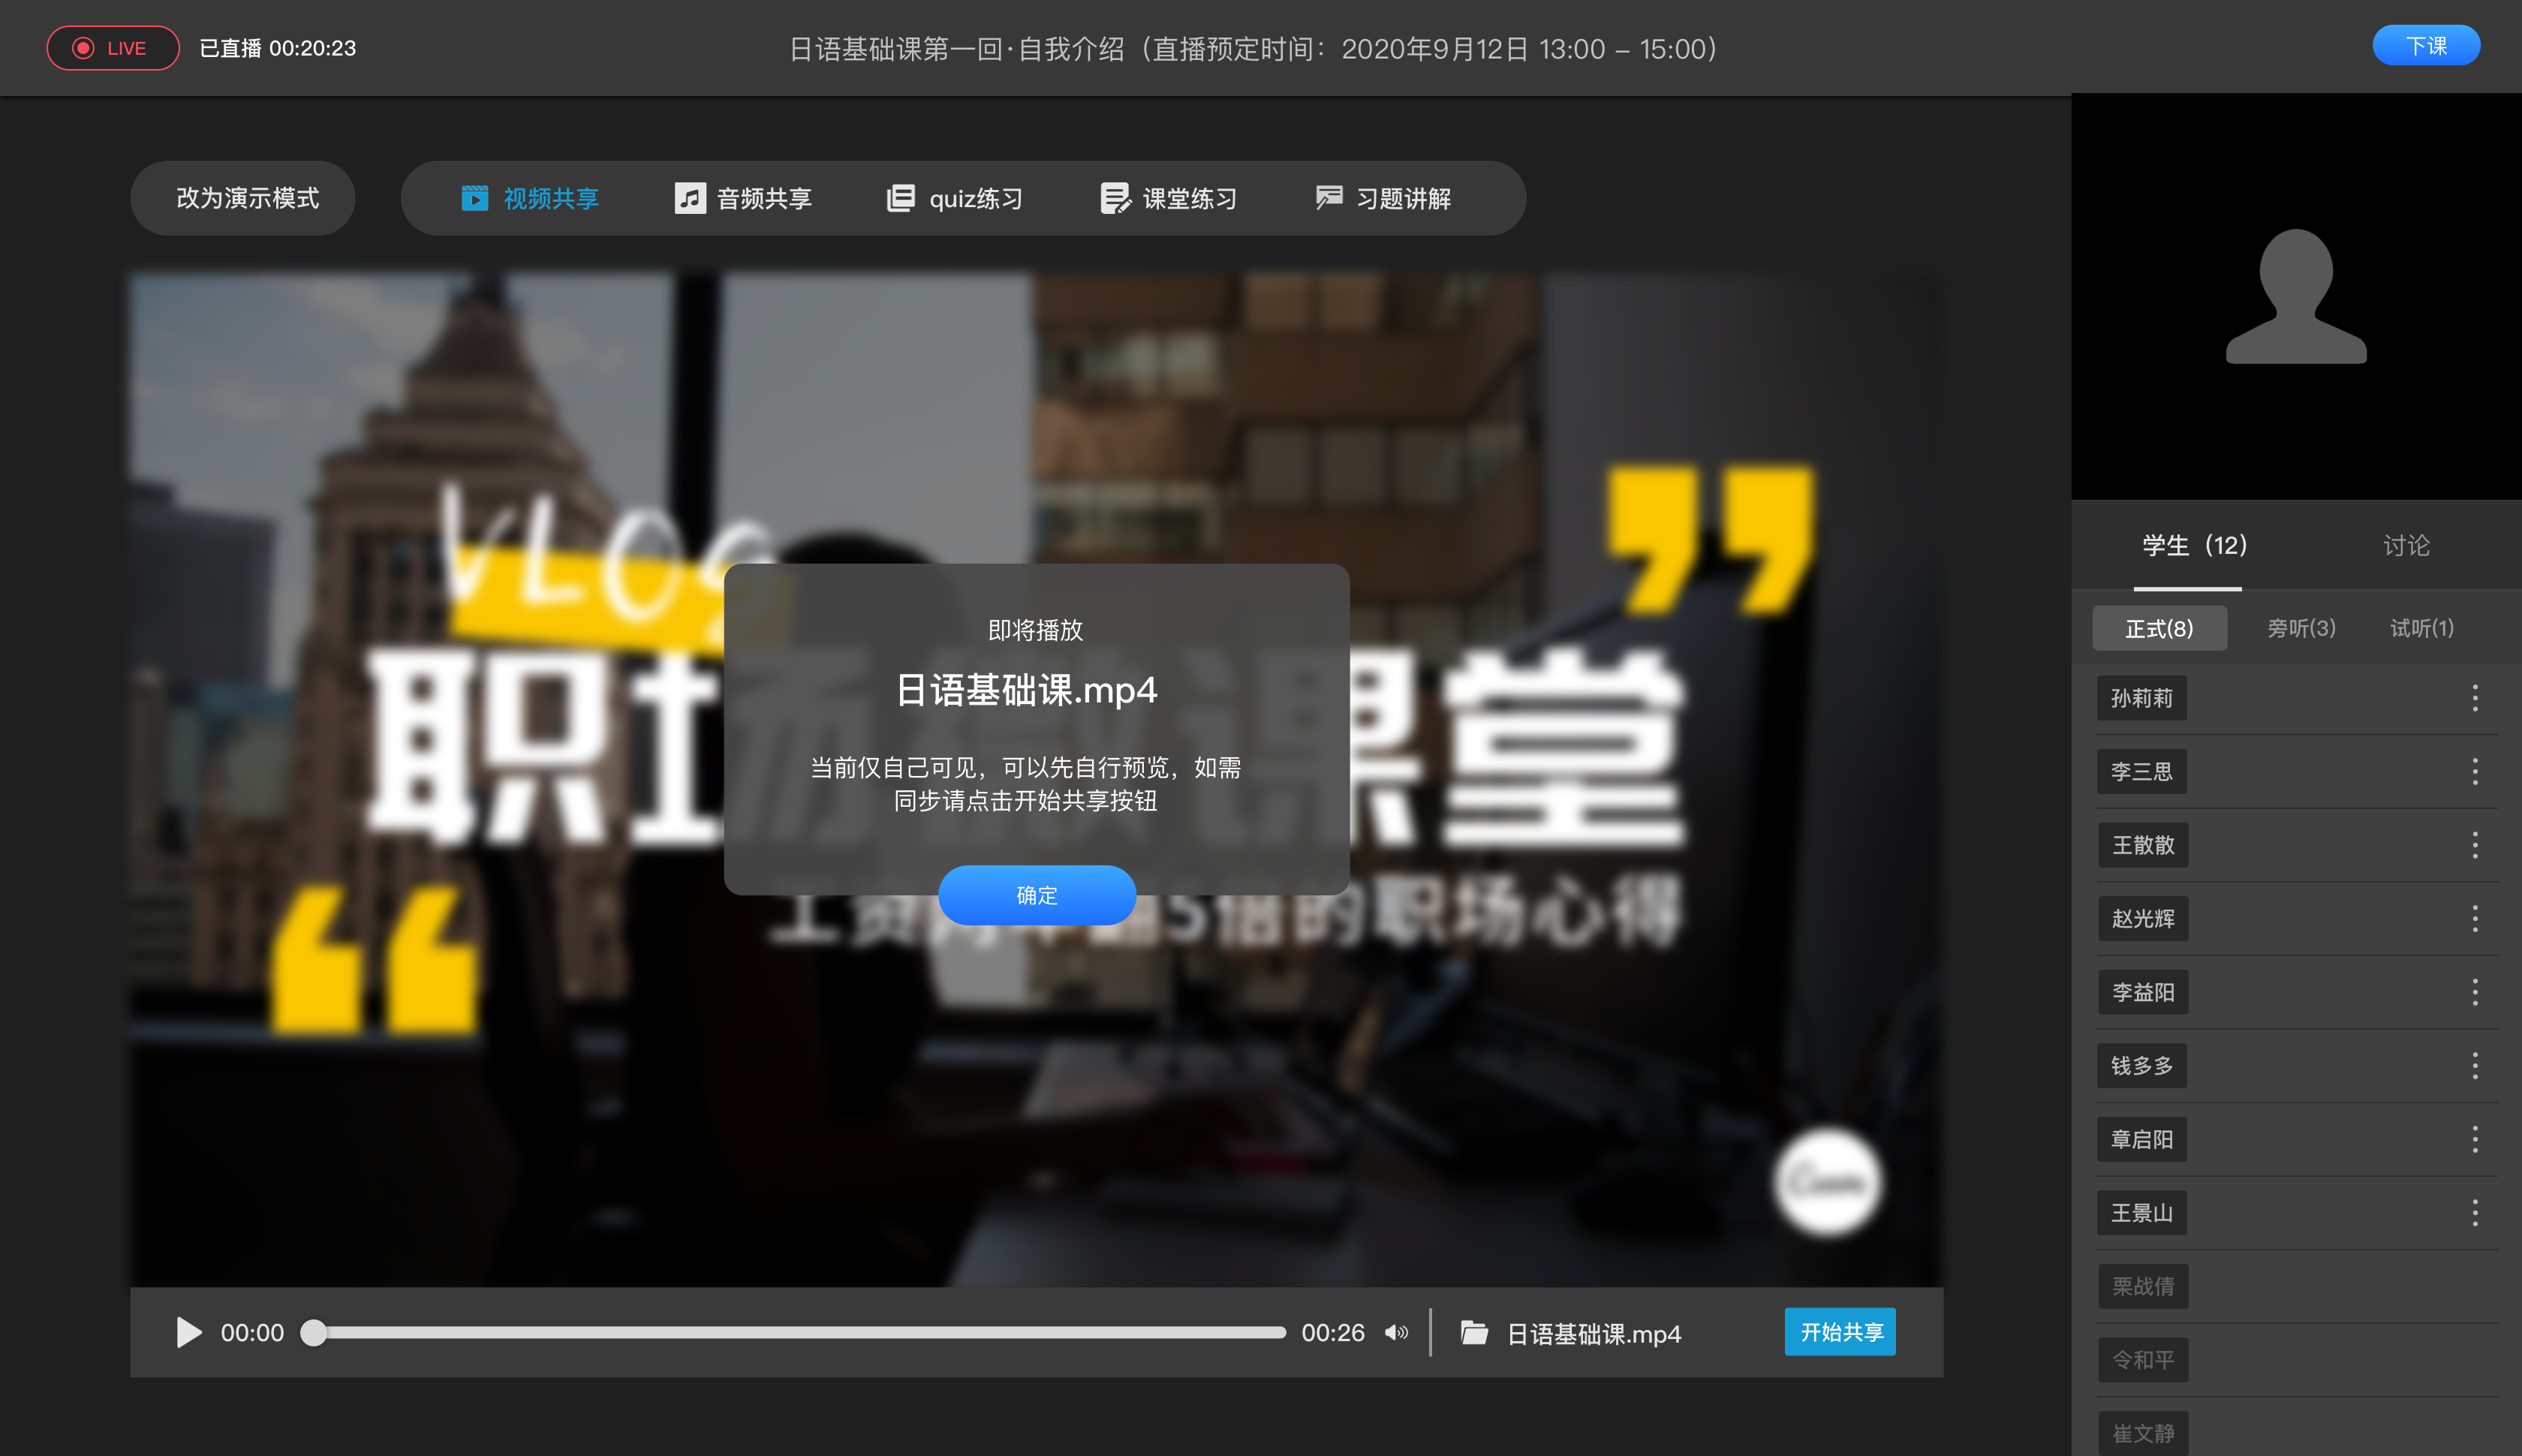 LIVE
已直播 00:20:23
日语基础课第一回·自我介绍（直播预定时间：2020年9月12日 13:00 – 15:00）
下课
改为演示模式
视频共享
音频共享
quiz练习
课堂练习
习题讲解
VLOG
职场微课堂
即将播放
日语基础课.mp4
当前仅自己可见，可以先自行预览，如需
同步请点击开始共享按钮
确定
5倍的职场心得
00:00
00:26
日语基础课.mp4
开始共享
学生（12）
讨论
正式(8)
旁听(3)
试听(1)
孙莉莉
李三思
王散散
赵光辉
李益阳
钱多多
章启阳
王景山
栗战倩
令和平
崔文静